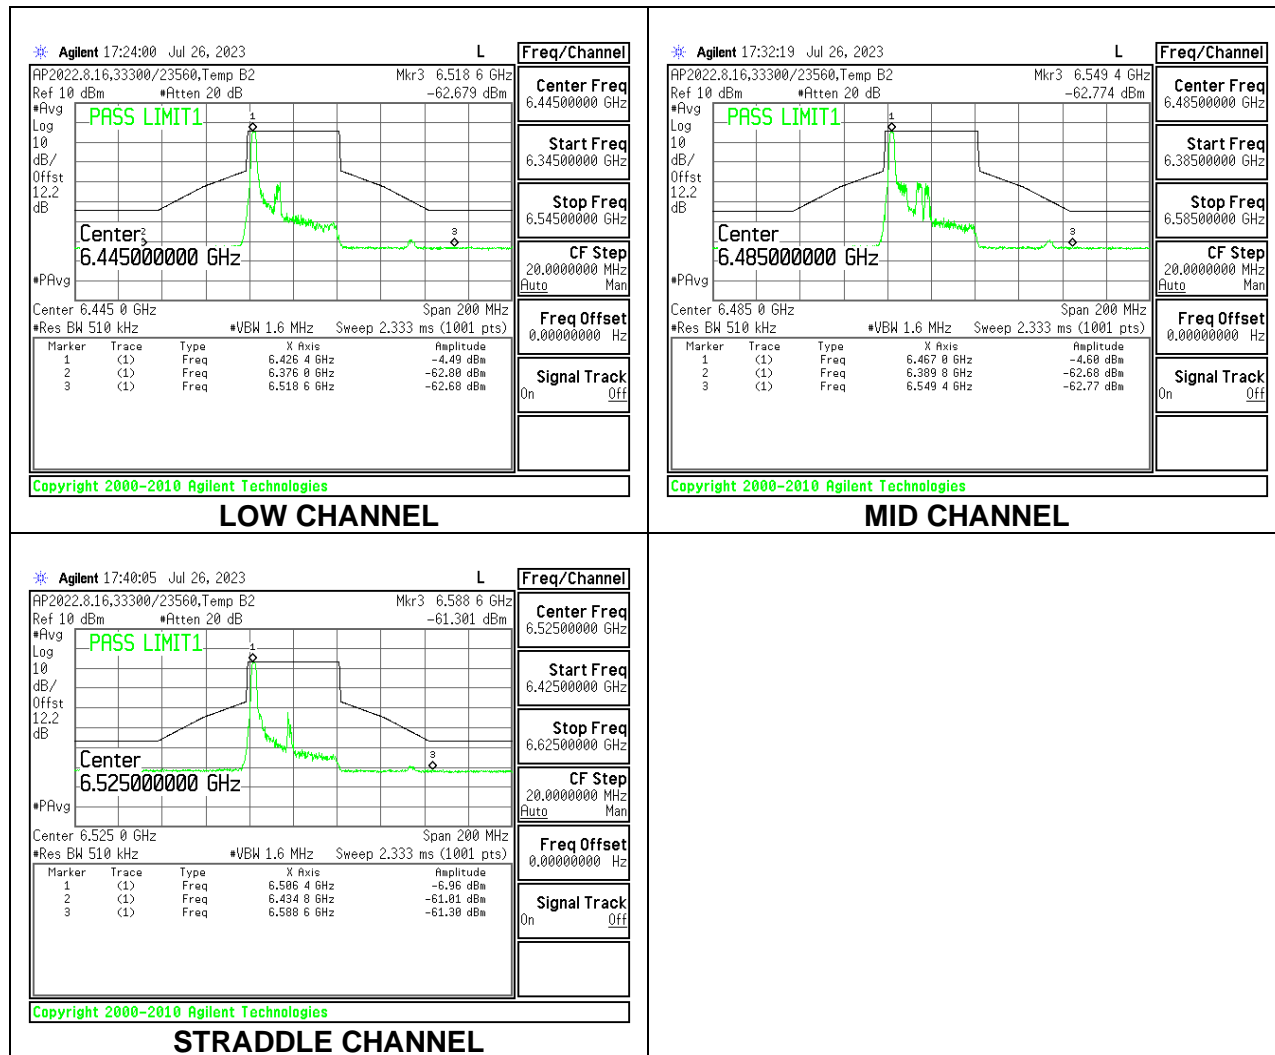 Agilent 17:24:00 Jul 26, 2023 L
AP2022.8.16,33300/23560,Temp B2 Mkr3 6.518 6 GHz
Ref 10 dBm #Atten 20 dB -62.679 dBm
#Avg
Log
10
dB/
Offst
12.2
dB
#PAvg
PASS LIMIT1
1
2
3
Center
6.445000000 GHz
Center 6.445 0 GHz Span 200 MHz
#Res BW 510 kHz #VBW 1.6 MHz Sweep 2.333 ms (1001 pts)
Marker Trace Type X Axis Amplitude
1 (1) Freq 6.426 4 GHz -4.49 dBm
2 (1) Freq 6.376 0 GHz -62.80 dBm
3 (1) Freq 6.518 6 GHz -62.68 dBm
Freq/Channel
Center Freq
6.44500000 GHz
Start Freq
6.34500000 GHz
Stop Freq
6.54500000 GHz
CF Step
20.0000000 MHz
Auto Man
Freq Offset
0.00000000 Hz
Signal Track
On Off
Copyright 2000-2010 Agilent Technologies
LOW CHANNEL
Agilent 17:32:19 Jul 26, 2023 L
AP2022.8.16,33300/23560,Temp B2 Mkr3 6.549 4 GHz
Ref 10 dBm #Atten 20 dB -62.774 dBm
#Avg
Log
10
dB/
Offst
12.2
dB
#PAvg
PASS LIMIT1
1
3
Center
6.485000000 GHz
Center 6.485 0 GHz Span 200 MHz
#Res BW 510 kHz #VBW 1.6 MHz Sweep 2.333 ms (1001 pts)
Marker Trace Type X Axis Amplitude
1 (1) Freq 6.467 0 GHz -4.60 dBm
2 (1) Freq 6.389 8 GHz -62.68 dBm
3 (1) Freq 6.549 4 GHz -62.77 dBm
Freq/Channel
Center Freq
6.48500000 GHz
Start Freq
6.38500000 GHz
Stop Freq
6.58500000 GHz
CF Step
20.0000000 MHz
Auto Man
Freq Offset
0.00000000 Hz
Signal Track
On Off
Copyright 2000-2010 Agilent Technologies
MID CHANNEL
Agilent 17:40:05 Jul 26, 2023 L
AP2022.8.16,33300/23560,Temp B2 Mkr3 6.588 6 GHz
Ref 10 dBm #Atten 20 dB -61.301 dBm
#Avg
Log
10
dB/
Offst
12.2
dB
#PAvg
PASS LIMIT1
1
3
Center
6.525000000 GHz
Center 6.525 0 GHz Span 200 MHz
#Res BW 510 kHz #VBW 1.6 MHz Sweep 2.333 ms (1001 pts)
Marker Trace Type X Axis Amplitude
1 (1) Freq 6.506 4 GHz -6.96 dBm
2 (1) Freq 6.434 8 GHz -61.01 dBm
3 (1) Freq 6.588 6 GHz -61.30 dBm
Freq/Channel
Center Freq
6.52500000 GHz
Start Freq
6.42500000 GHz
Stop Freq
6.62500000 GHz
CF Step
20.0000000 MHz
Auto Man
Freq Offset
0.00000000 Hz
Signal Track
On Off
Copyright 2000-2010 Agilent Technologies
STRADDLE CHANNEL